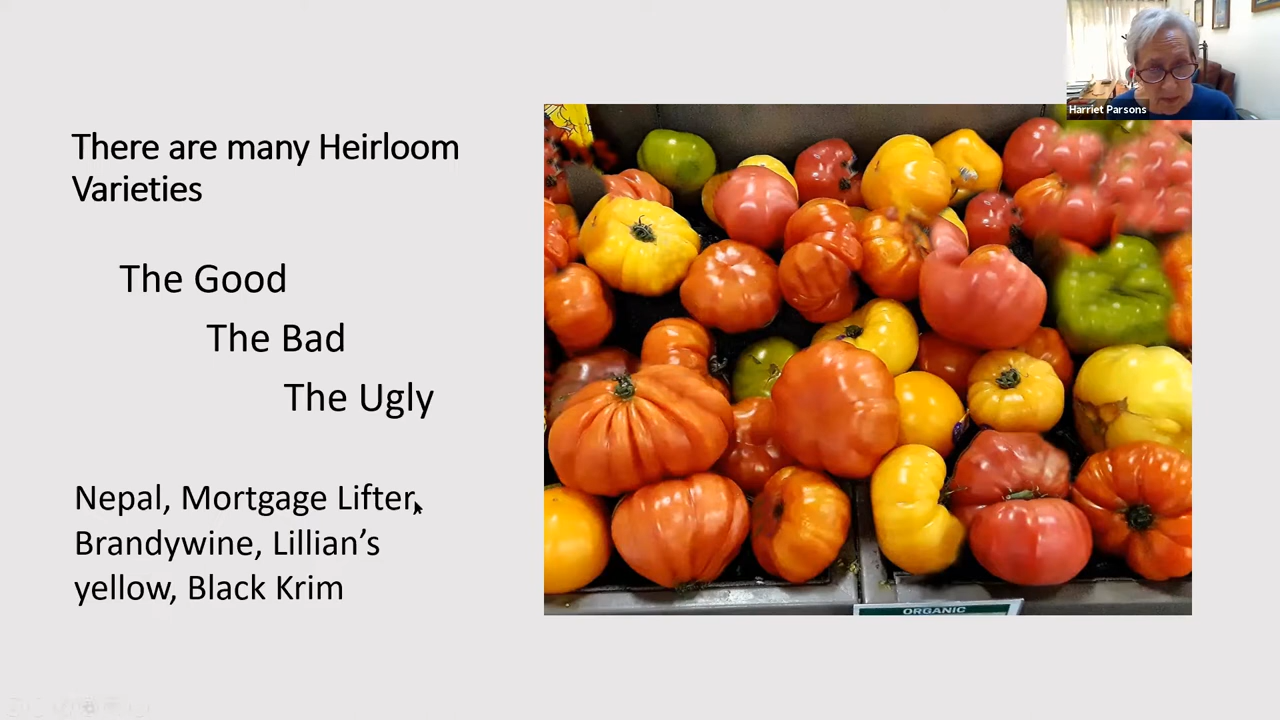 Harriet Parsons
There are many Heirloom
Varieties
The Good
The Bad
The Ugly
Nepal, Mortgage Lifter,
Brandywine, Lillian’s
yellow, Black Krim
ORGANIC